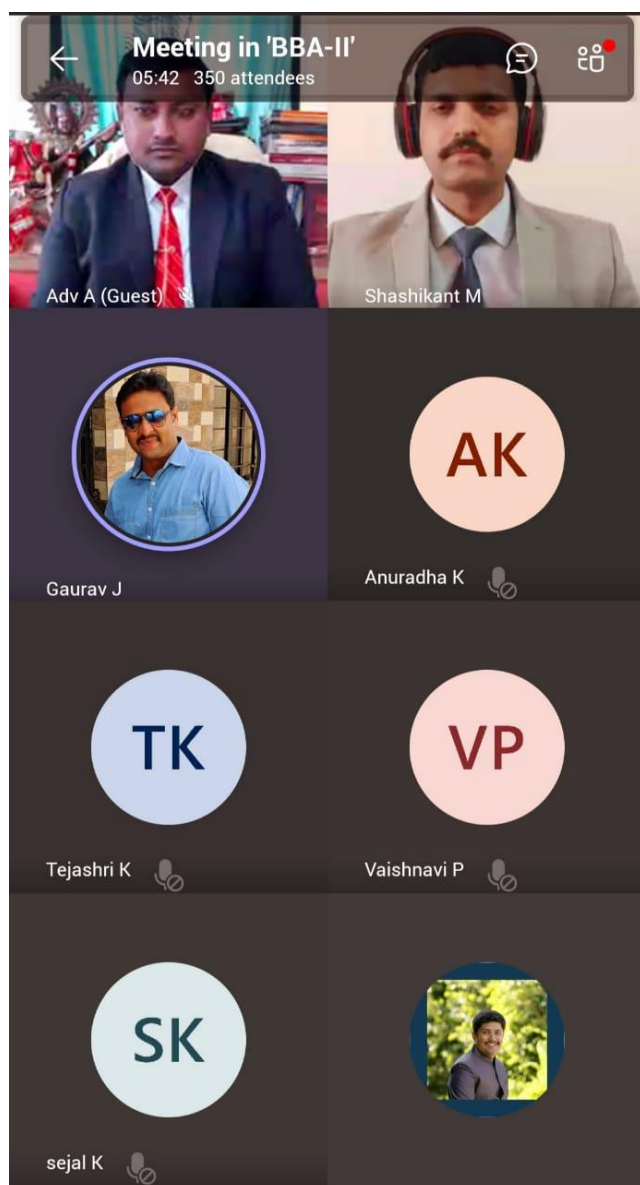 Meeting in 'BBA-II'
05:42 350 attendees
Adv A (Guest)
Shashikant M
Gaurav J
AK
Anuradha K
TK
Tejashri K
VP
Vaishnavi P
SK
sejal K